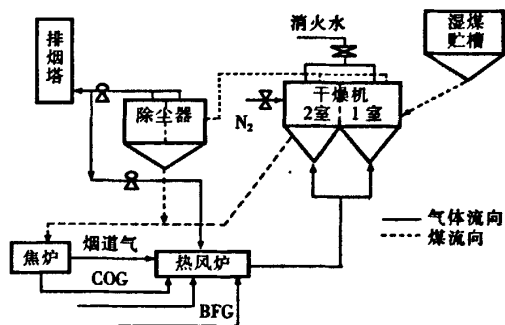 消火水
湿煤
贮槽
排
烟
塔
除尘器
干燥机
2室 1室
N₂
气体流向
煤流向
焦炉
烟道气
热风炉
COG
BFG